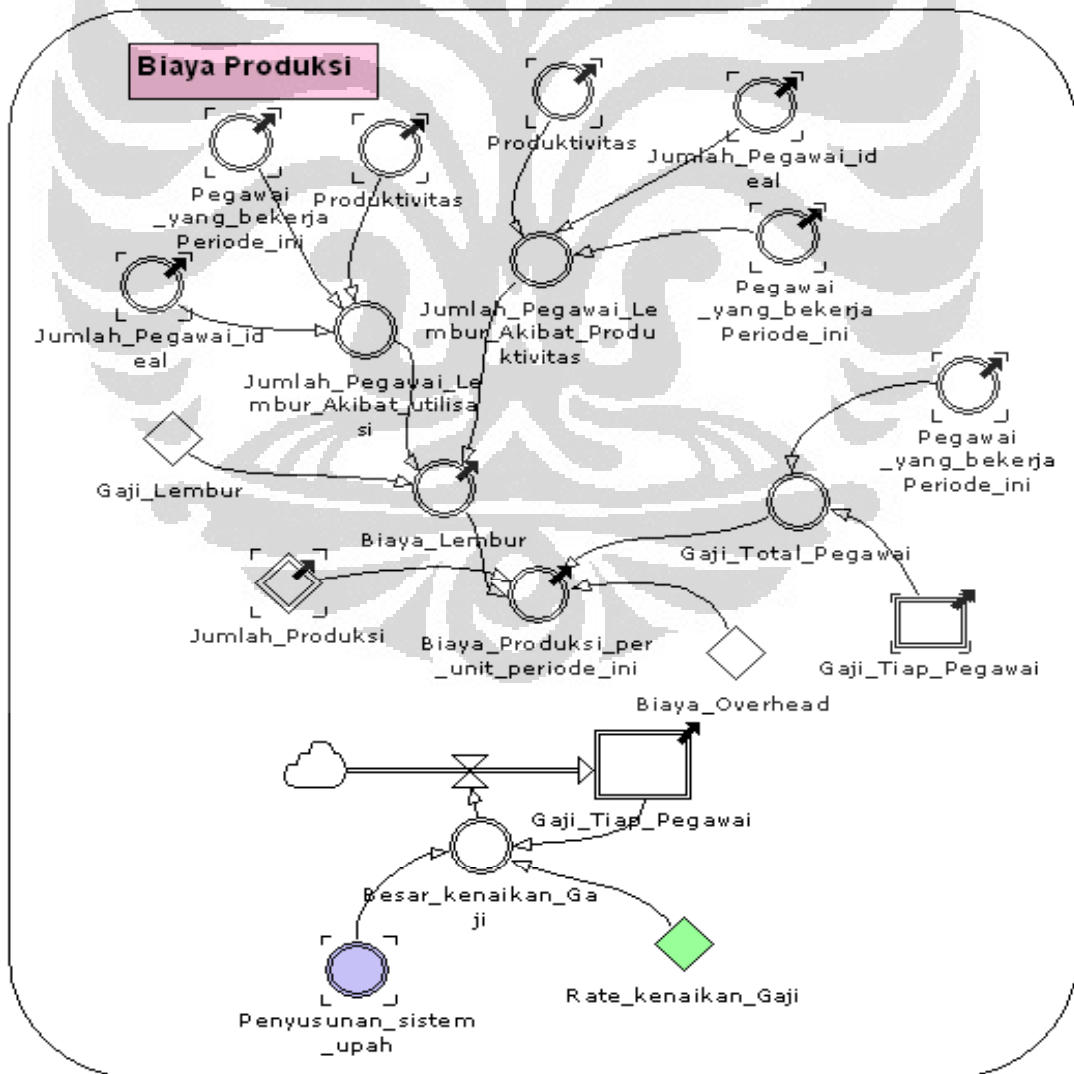 Biaya Produksi
Pegawai
_yang_bekerja
Periode_ini
Produktivitas
Produktivitas
Jumlah_Pegawai_id
eal
Jumlah_Pegawai_id
eal
Jumlah_Pegawai_Le
mbur_Akibat_Produ
ktivitas
Pegawai
_yang_bekerja
Periode_ini
Jumlah_Pegawai_Le
mbur_Akibat_utilisa
si
Pegawai
_yang_bekerja
Periode_ini
Gaji_Lembur
Biaya_Lembur
Gaji_Total_Pegawai
Jumlah_Produksi
Biaya_Produksi_per
_unit_periode_ini
Gaji_Tiap_Pegawai
Biaya_Overhead
Gaji_Tiap_Pegawai
Besar_kenaikan_Ga
ji
Rate_kenaikan_Gaji
Penyusunan_sistem
_upah